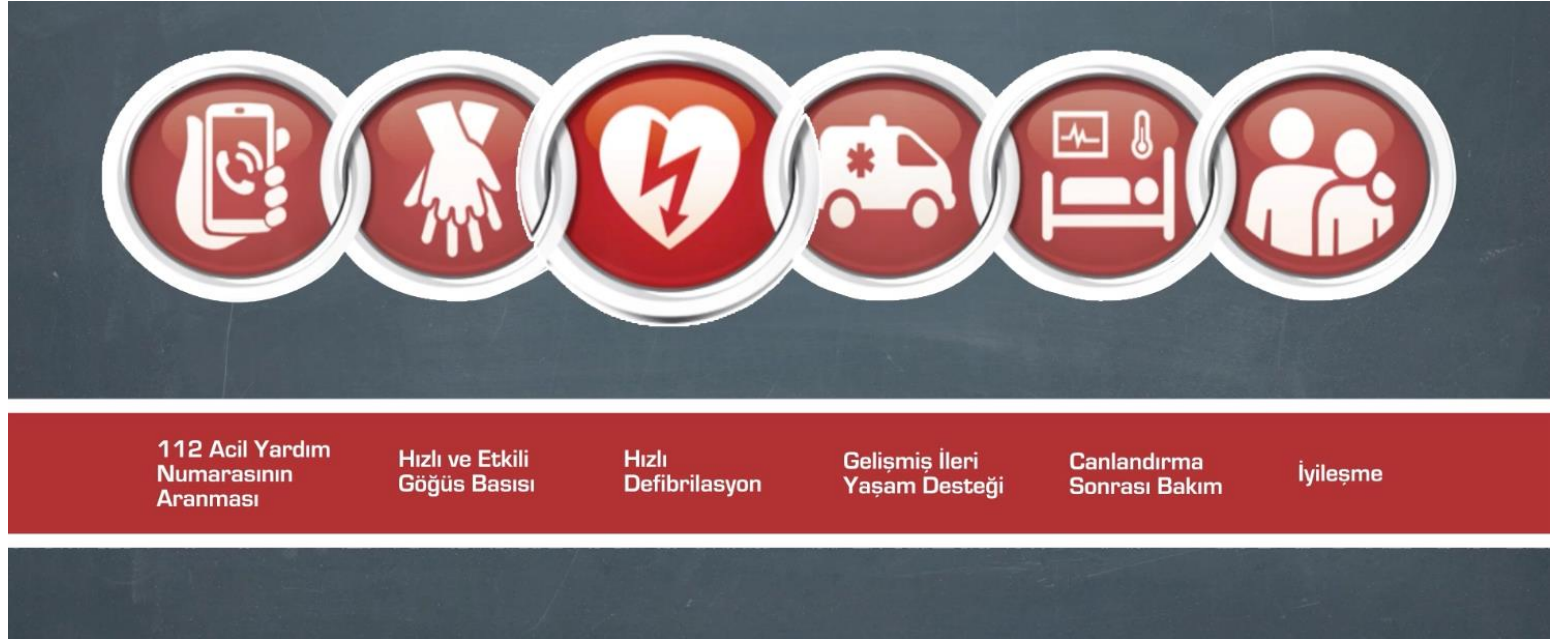 112 Acil Yardım
Numarasının
Aranması
Hızlı ve Etkili
Göğüs Basısı
Hızlı
Defibrilasyon
Gelişmiş İleri
Yaşam Desteği
Canlandırma
Sonrası Bakım
İyileşme